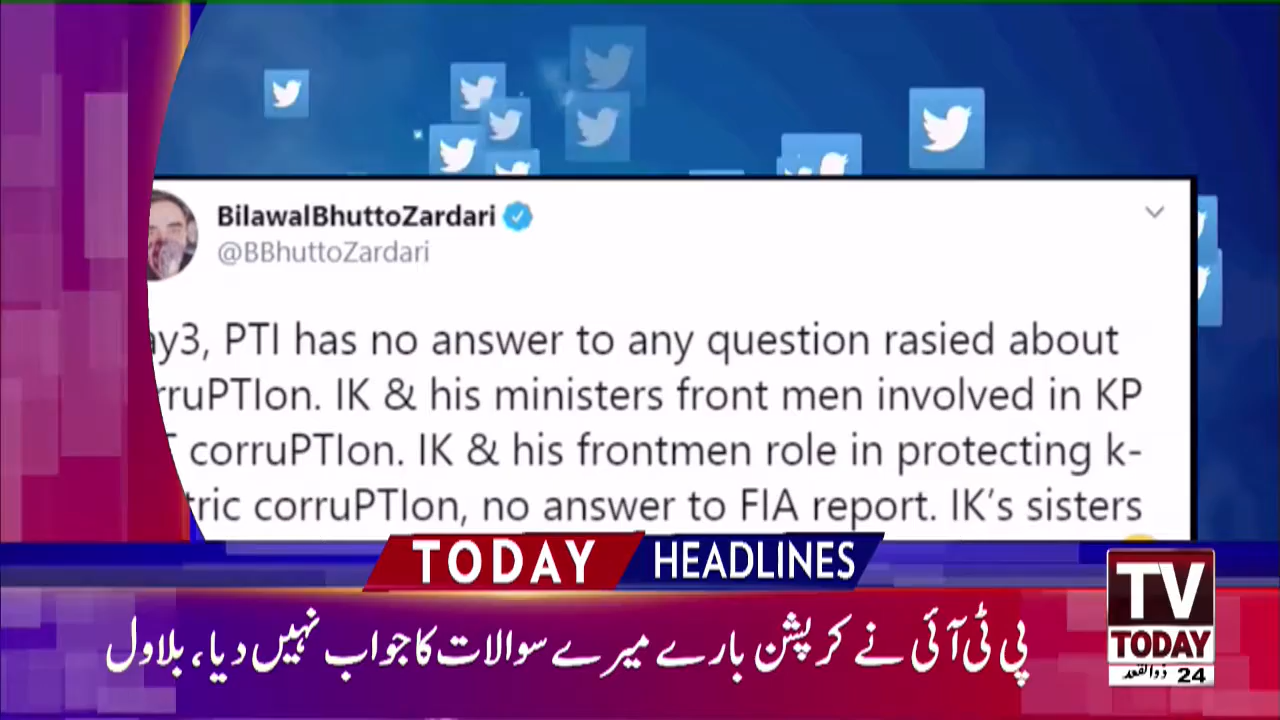 BilawalBhuttoZardari
@BBhuttoZardari
PTI has no answer to any question rasied about
IK & his ministers front men involved in KP
corruPTIon. IK & his frontmen role in protecting k-
corruPTIon, no answer to FIA report. IK’s sisters
TODAY HEADLINES
پی ٹی آئی نے کرپشن بارے میرے سوالات کا جواب نہیں دیا، بلاول
TV
TODAY
24 ذوالقعد